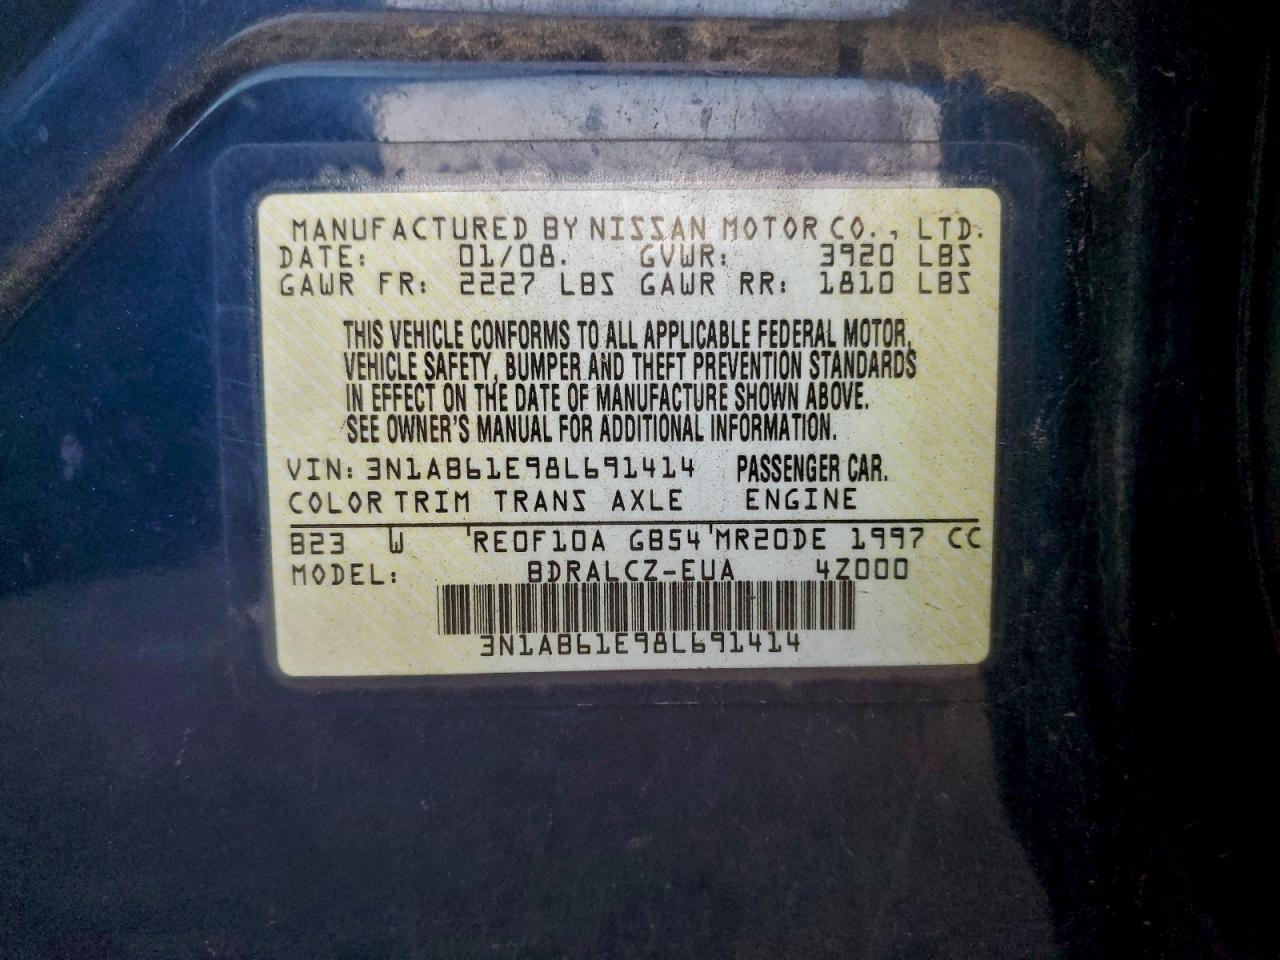 MANUFACTURED BY NISSAN MOTOR CO., LTD.
DATE: 01/08. GVWR: 3920 LBS
GAWR FR: 2227 LBS GAWR RR: 1810 LBS
THIS VEHICLE CONFORMS TO ALL APPLICABLE FEDERAL MOTOR,
VEHICLE SAFETY, BUMPER AND THEFT PREVENTION STANDARDS
IN EFFECT ON THE DATE OF MANUFACTURE SHOWN ABOVE.
SEE OWNER'S MANUAL FOR ADDITIONAL INFORMATION.
VIN: 3N1AB61E98L691414 PASSENGER CAR.
COLOR TRIM TRANS AXLE ENGINE
B23 W 'RE0F10A GB54'MR20DE 1997 CC
MODEL: BDRALCZ-EUA 4Z000
3N1AB61E98L691414